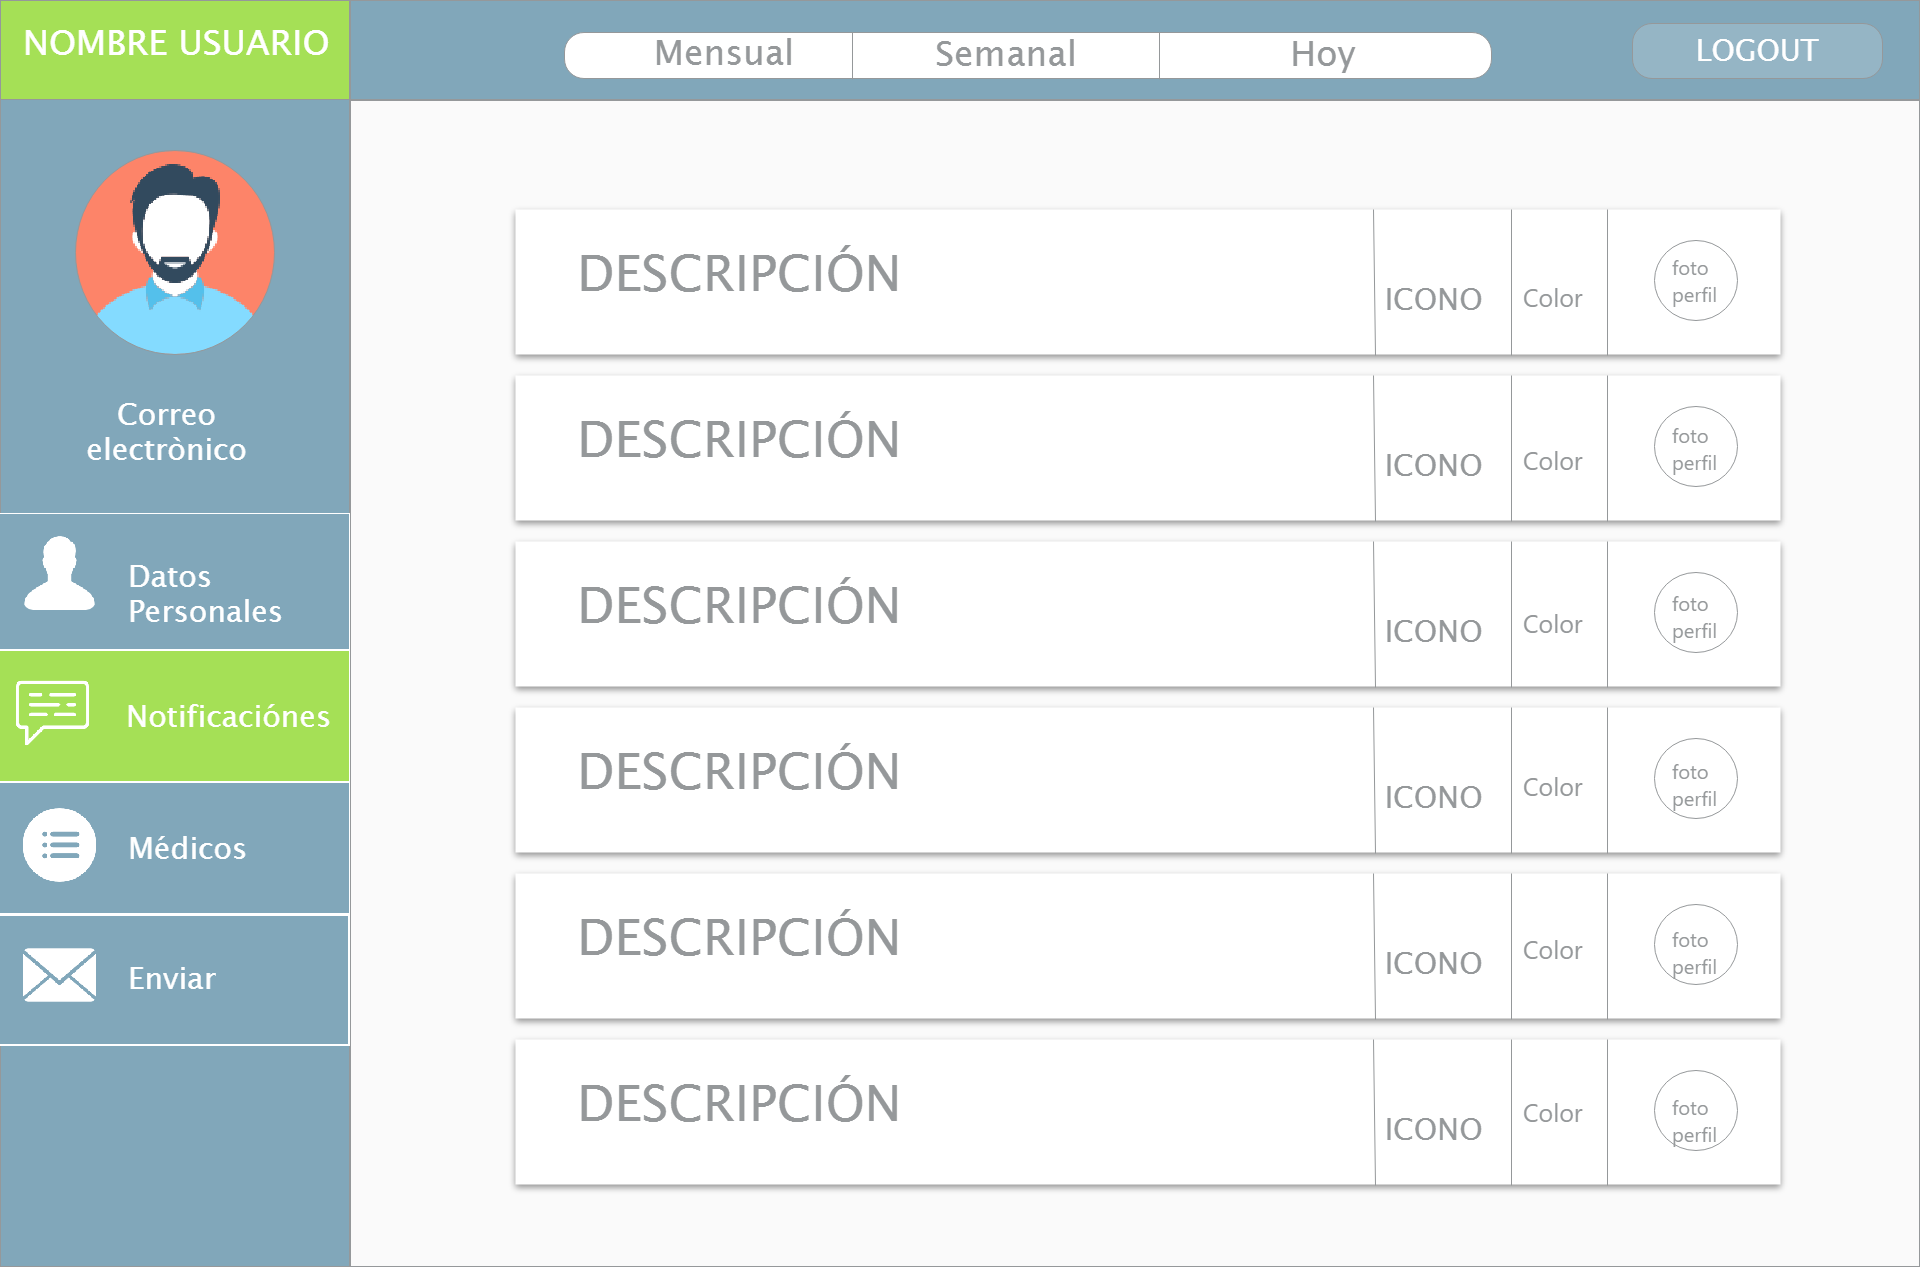 NOMBRE USUARIO
Mensual
Semanal
Hoy
LOGOUT
Correo
electrònico
Datos
Personales
Notificaciónes
Médicos
Enviar
DESCRIPCIÓN
ICONO
Color
foto
perfil
DESCRIPCIÓN
ICONO
Color
foto
perfil
DESCRIPCIÓN
ICONO
Color
foto
perfil
DESCRIPCIÓN
ICONO
Color
foto
perfil
DESCRIPCIÓN
ICONO
Color
foto
perfil
DESCRIPCIÓN
ICONO
Color
foto
perfil